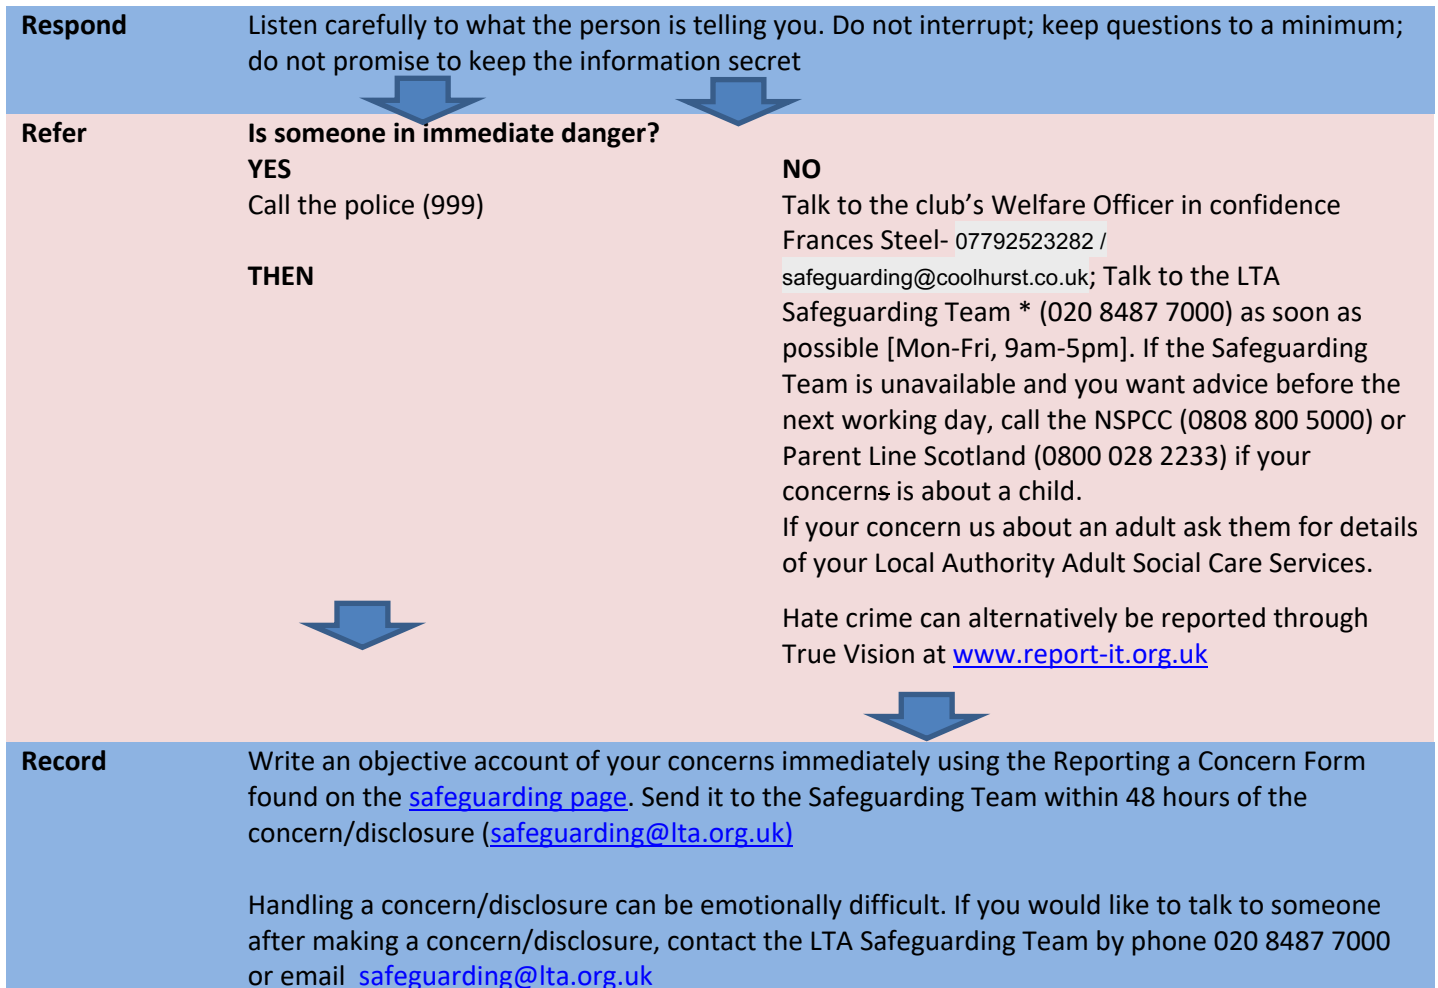 Respond
Listen carefully to what the person is telling you. Do not interrupt; keep questions to a minimum;
do not promise to keep the information secret
Refer
Is someone in immediate danger?
YES
Call the police (999)
THEN
NO
Talk to the club’s Welfare Officer in confidence
Frances Steel- 07792523282 /
safeguarding@coolhurst.co.uk; Talk to the LTA
Safeguarding Team * (020 8487 7000) as soon as
possible [Mon-Fri, 9am-5pm]. If the Safeguarding
Team is unavailable and you want advice before the
next working day, call the NSPCC (0808 800 5000) or
Parent Line Scotland (0800 028 2233) if your
concerns is about a child.
If your concern us about an adult ask them for details
of your Local Authority Adult Social Care Services.
Hate crime can alternatively be reported through
True Vision at www.report-it.org.uk
Record
Write an objective account of your concerns immediately using the Reporting a Concern Form
found on the safeguarding page. Send it to the Safeguarding Team within 48 hours of the
concern/disclosure (safeguarding@lta.org.uk)
Handling a concern/disclosure can be emotionally difficult. If you would like to talk to someone
after making a concern/disclosure, contact the LTA Safeguarding Team by phone 020 8487 7000
or email safeguarding@lta.org.uk